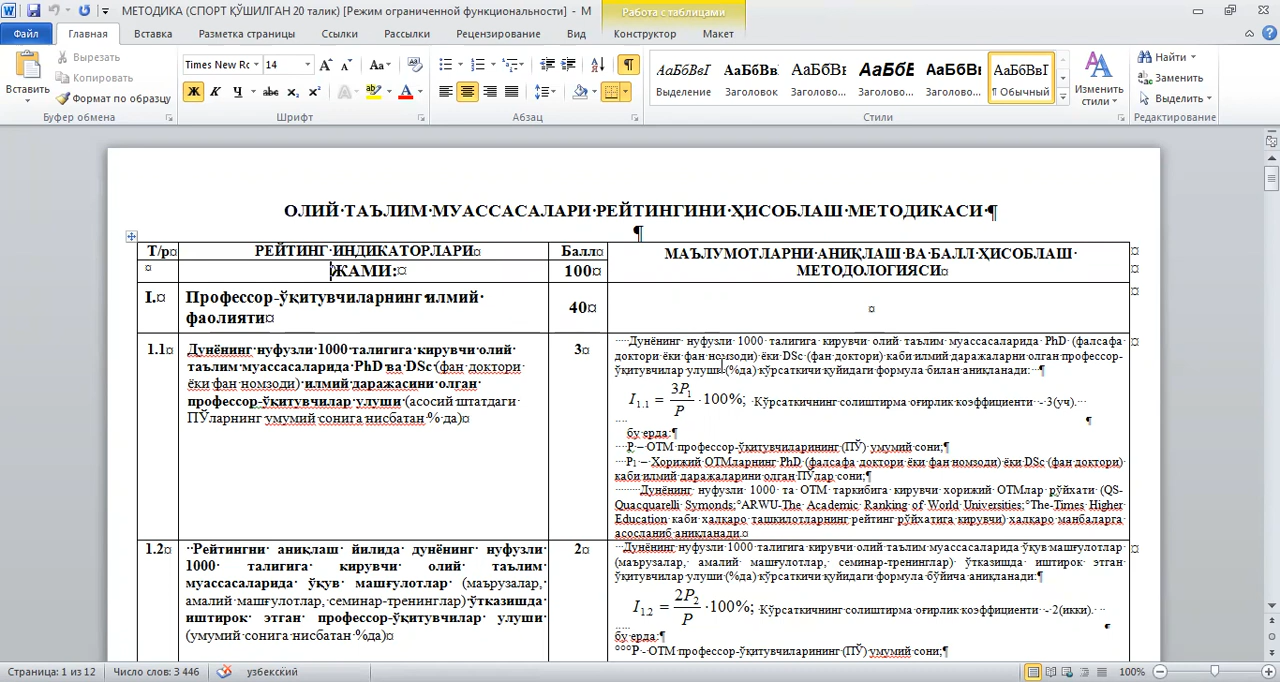 МЕТОДИКА (СПОРТ ҚЎШИЛГАН 20 талик) [Режим ограниченной функциональности] - M
Работа с таблицами
Файл Главная Вставка Разметка страницы Ссылки Рассылки Рецензирование Вид Конструктор Макет
Вставить
Вырезать
Копировать
Формат по образцу
Буфер обмена
Times New Rc 14
Ж К Ч abc x₂ x² А ab А
Шрифт
Абзац
АаБбВвІ АаБбВв. АаБбВв АаБбБ АаБбВв. АаБбВвІ
Выделение Заголовок Заголово... Заголово... Заголово... ¶ Обычный
Изменить стили
Стили
Найти
Заменить
Выделить
Редактирование
ОЛИЙ ТАЪЛИМ МУАССАСАЛАРИ РЕЙТИНГИНИ ҲИСОБЛАШ МЕТОДИКАСИ ¶
¶
Т/р¤ РЕЙТИНГ ИНДИКАТОРЛАРИ¤ Балл¤ МАЪЛУМОТЛАРНИ АНИҚЛАШ ВА БАЛЛ ҲИСОБЛАШ
МЕТОДОЛОГИЯСИ¤
¤ ЖАМИ:¤ 100¤
I.¤ Профессор-ўқитувчиларнинг илмий
фаолияти¤
40¤ ¤
1.1¤ Дунёнинг нуфузли 1000 талигига кирувчи олий
таълим муассасаларида PhD ва DSc (фан доктори
ёки фан номзоди) илмий даражасини олган
профессор-ўқитувчилар улуши (асосий штатдаги
ПЎларнинг умумий сонига нисбатан % да)¤
3¤
Дунёнинг нуфузли 1000 талигига кирувчи олий таълим муассасаларида PhD (фалсафа
доктори ёки фан номзоди) ёки DSc (фан доктори) каби илмий даражаларни олган профессор-
ўқитувчилар улуши (%да) кўрсаткичи қуйидаги формула билан аниқланади: ¶
I₁.₁ = 3P₁/P · 100%; Кўрсаткичнинг солиштирма оғирлик коэффициенти - 3(уч).
¶
бу ерда:¶
P – ОТМ профессор-ўқитувчиларининг (ПЎ) умумий сони;¶
P₁ – Хорижий ОТМларнинг PhD (фалсафа доктори ёки фан номзоди) ёки DSc (фан доктори)
каби илмий даражаларини олган ПЎлар сони;¶
Дунёнинг нуфузли 1000 та ОТМ таркибига кирувчи хорижий ОТМлар рўйхати (QS-
Quacquarelli Symonds;°ARWU-The Academic Ranking of World Universities;°The-Times Higher
Education каби халқаро ташкилотларнинг рейтинг рўйхатига кирувчи) халқаро манбаларга
асосланиб аниқланади.¤
1.2¤ Рейтингни аниқлаш йилида дунёнинг нуфузли
1000 талигига кирувчи олий таълим
муассасаларида ўқув машғулотлар (маърузалар,
амалий машғулотлар, семинар-тренинглар) ўтказишда
иштирок этган профессор-ўқитувчилар улуши
(умумий сонига нисбатан %да)¤
2¤
Дунёнинг нуфузли 1000 талигига кирувчи олий таълим муассасаларида ўқув машғулотлар
(маърузалар, амалий машғулотлар, семинар-тренинглар) ўтказишда иштирок этган
ўқитувчилар улуши (%да) кўрсаткичи қуйидаги формула бўйича аниқланади:¶
I₁.₂ = 2P₂/P · 100%; Кўрсаткичнинг солиштирма оғирлик коэффициенти - 2(икки).
¶
бу ерда:¶
°°°P - ОТМ профессор-ўқитувчиларининг (ПЎ) умумий сони;¶
Страница: 1 из 12 Число слов: 3 446 узбекский 100%